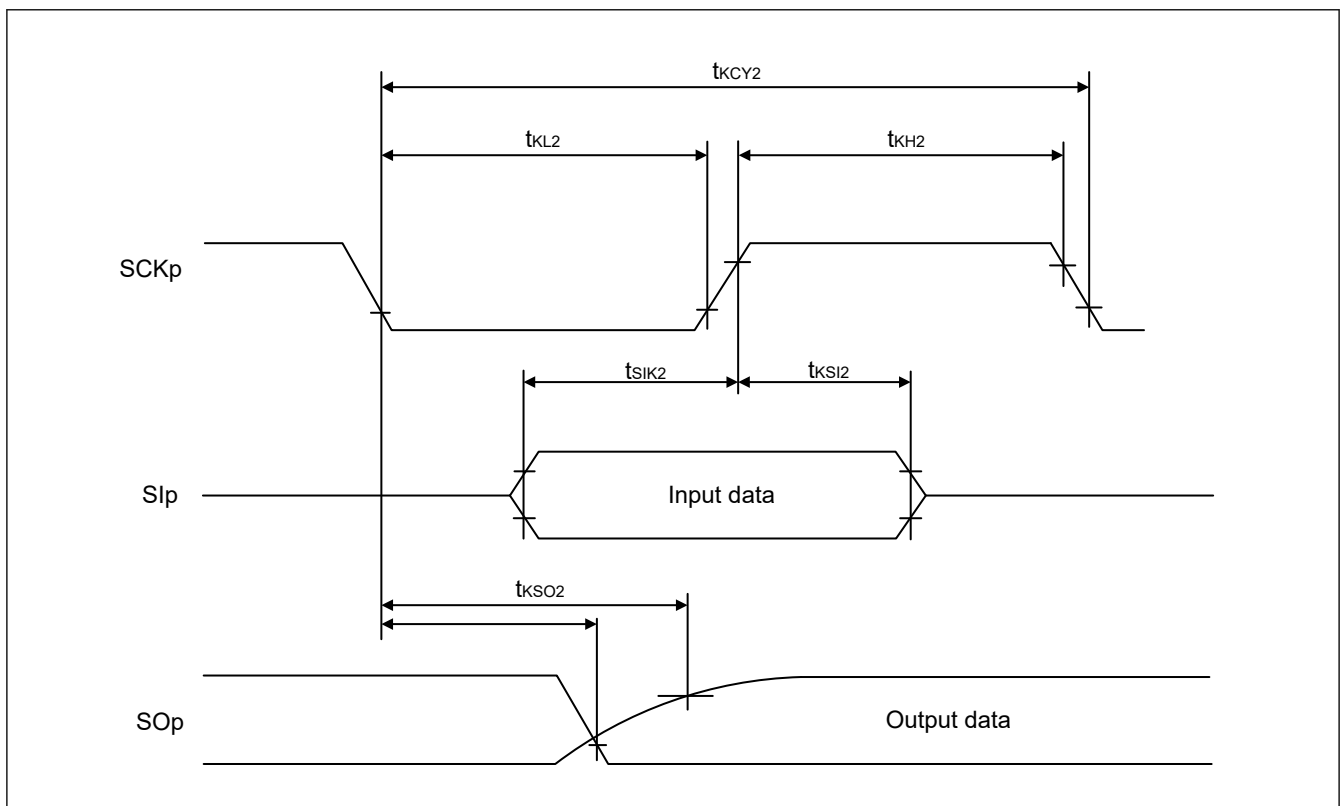 tKCY2
tKL2
tKH2
SCKp
tSIK2
tKSI2
SIp
Input data
tKSO2
SOp
Output data